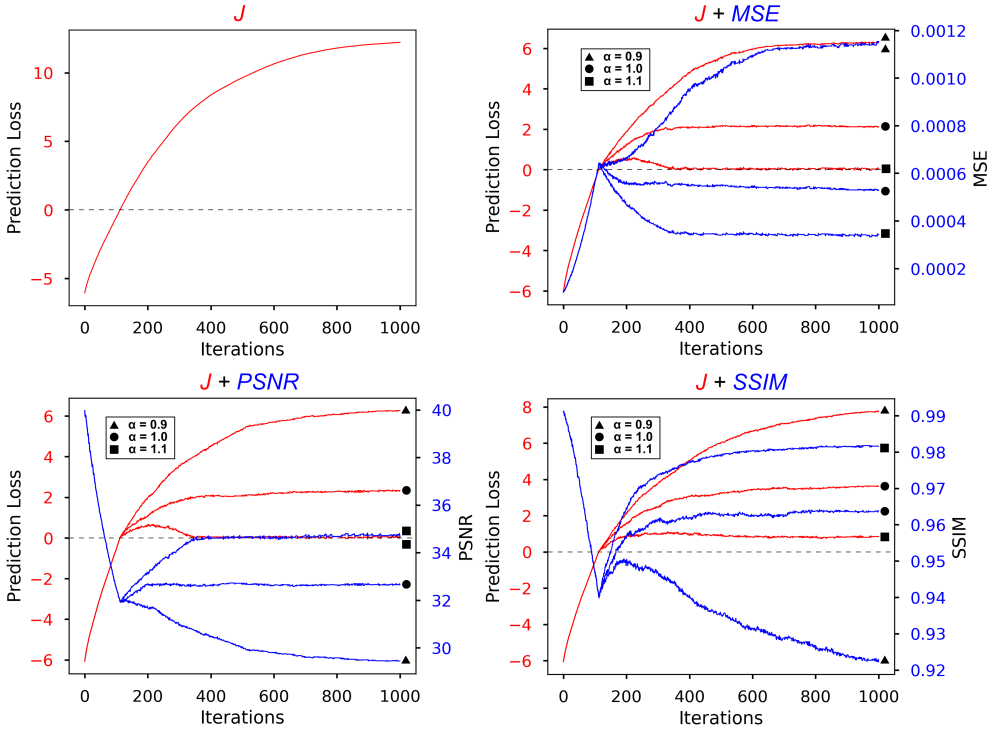 J
Prediction Loss
10
5
0
−5
0 200 400 600 800 1000
Iterations
J + MSE
Prediction Loss
6
4
2
0
−2
−4
−6
α = 0.9
α = 1.0
α = 1.1
0.0012
0.0010
0.0008
0.0006
0.0004
0.0002
MSE
0 200 400 600 800 1000
Iterations
J + PSNR
Prediction Loss
6
4
2
0
−2
−4
−6
α = 0.9
α = 1.0
α = 1.1
40
38
35
34
32
30
PSNR
0 200 400 600 800 1000
Iterations
J + SSIM
Prediction Loss
8
6
4
2
0
−2
−4
−6
α = 0.9
α = 1.0
α = 1.1
0.99
0.98
0.97
0.96
0.95
0.94
0.93
0.92
SSIM
0 200 400 600 800 1000
Iterations